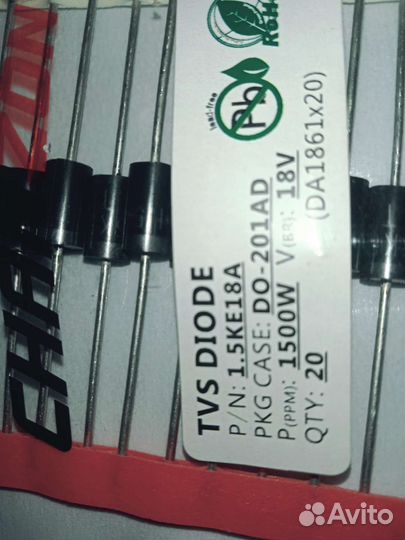 TVS DIODE
P/N: 1.5KE18A
PKG CASE: DO-201AD
P(PPM): 1500W V(BR): 18V
QTY: 20 (DA1861x20)
lead-free
Pb
RoHS
Avito